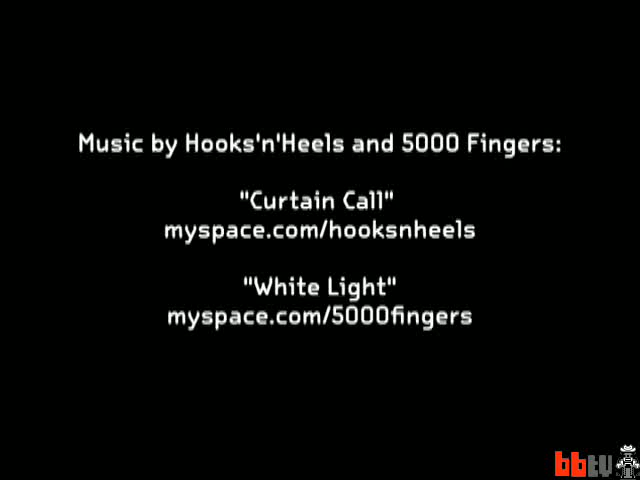 Music by Hooks'n'Heels and 5000 Fingers:
"Curtain Call"
myspace.com/hooksnheels
"White Light"
myspace.com/5000fingers
bbtv